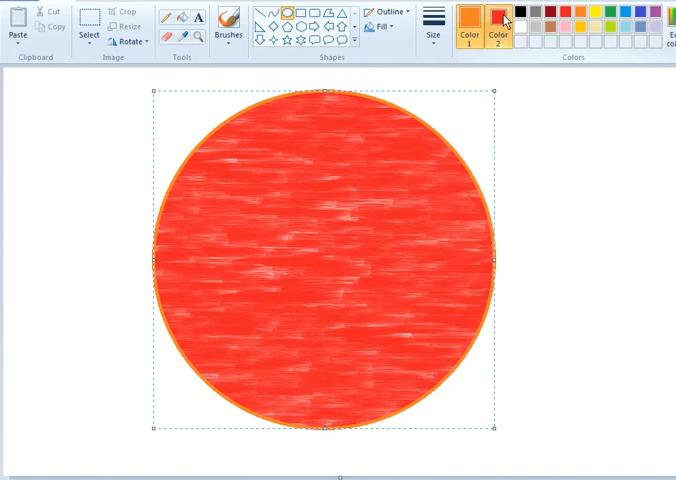 Paste
Cut
Copy
Clipboard
Select
Crop
Resize
Rotate
Image
A
Tools
Brushes
Outline
Fill
Shapes
Size
Color
1
Color
2
Colors